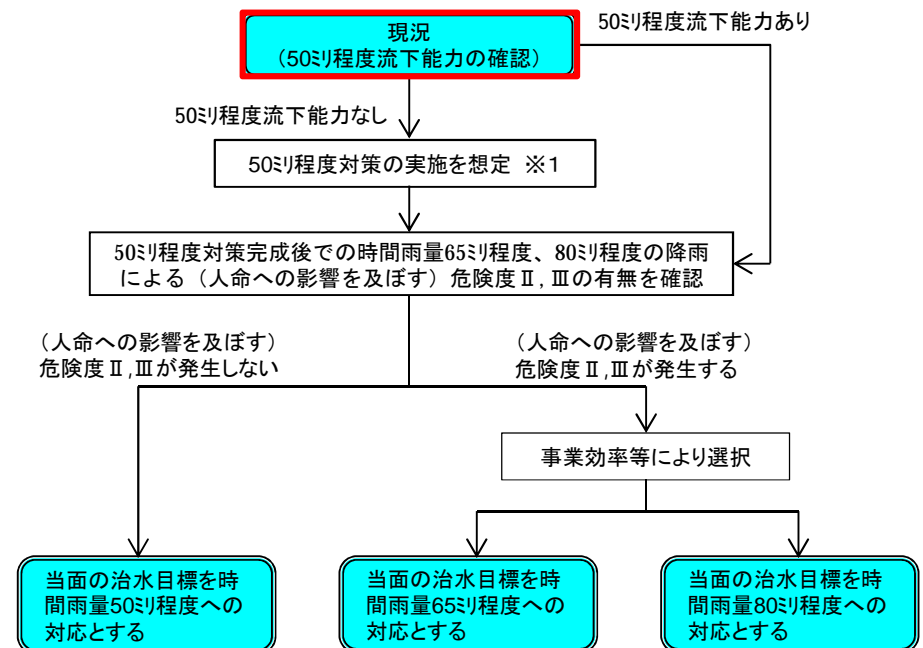 現況
（50ミリ程度流下能力の確認）
50ミリ程度流下能力あり
50ミリ程度流下能力なし
50ミリ程度対策の実施を想定 ※1
50ミリ程度対策完成後での時間雨量65ミリ程度、80ミリ程度の降雨
による（人命への影響を及ぼす）危険度Ⅱ，Ⅲの有無を確認
（人命への影響を及ぼす）
危険度Ⅱ,Ⅲが発生しない
（人命への影響を及ぼす）
危険度Ⅱ,Ⅲが発生する
事業効率等により選択
当面の治水目標を時
間雨量50ミリ程度への
対応とする
当面の治水目標を時
間雨量65ミリ程度への
対応とする
当面の治水目標を時
間雨量80ミリ程度への
対応とする